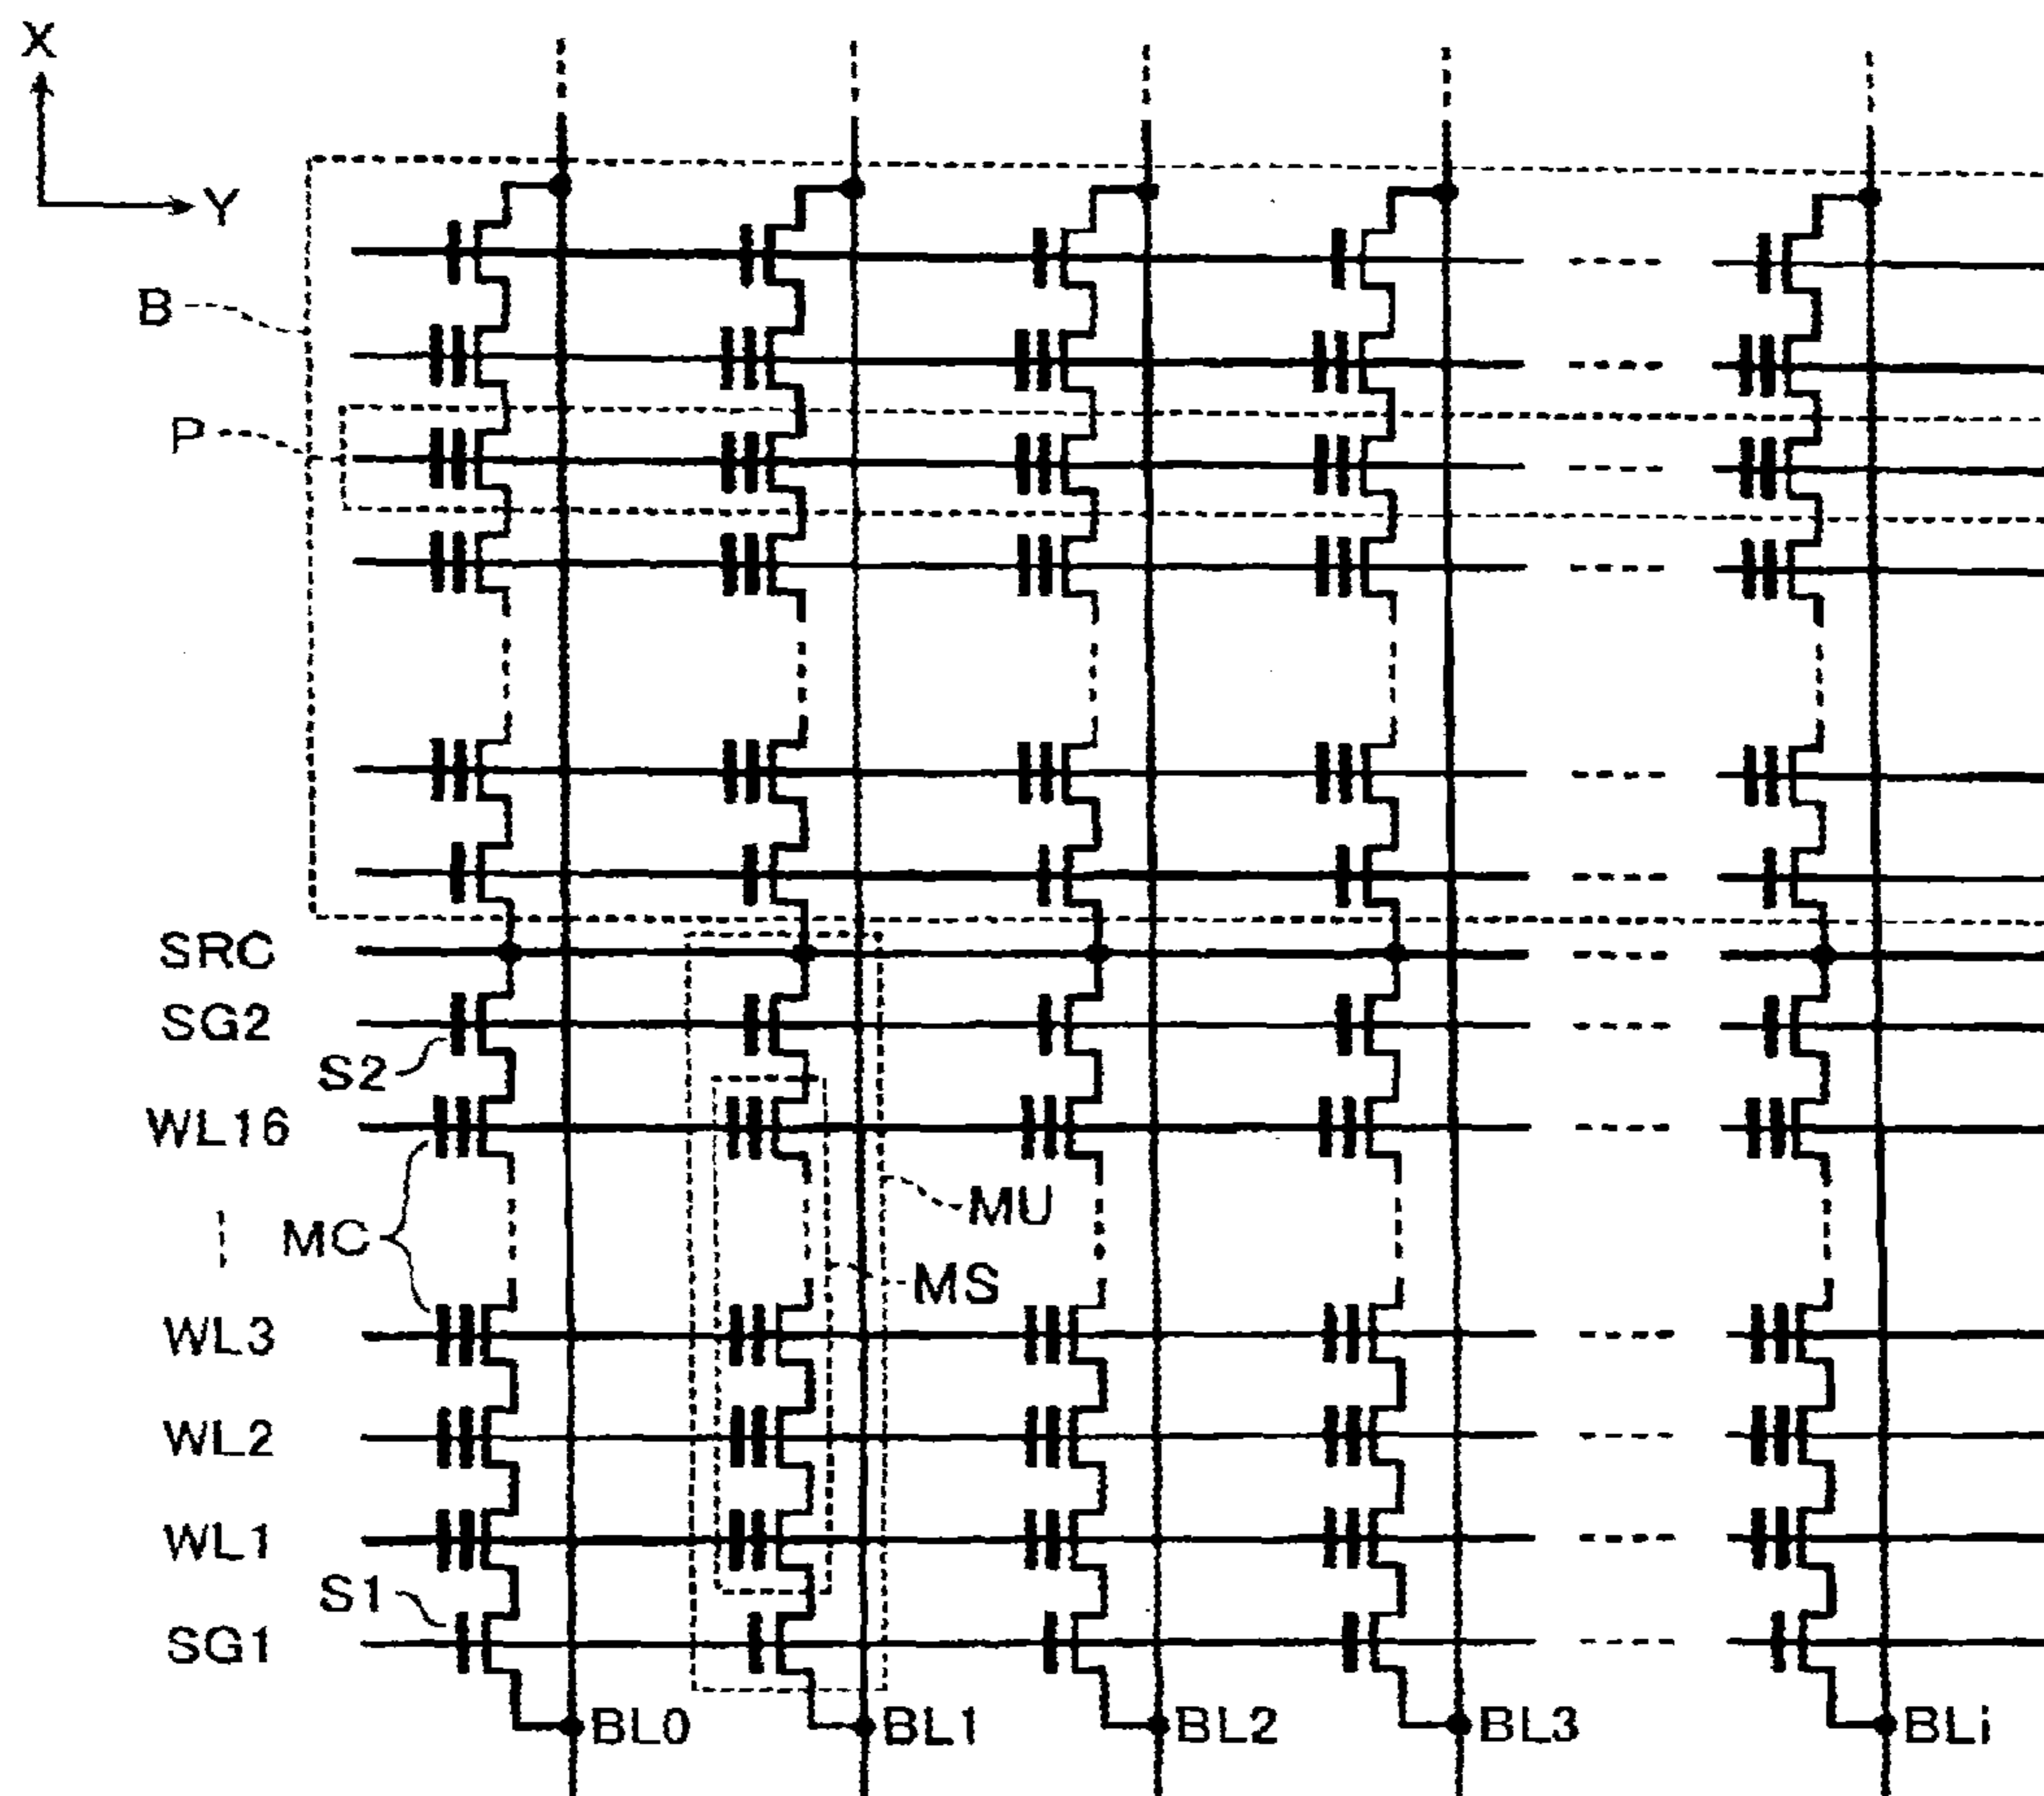 X
Y
B
P
SRC
SG2
S2
WL16
MU
MC
MS
WL3
WL2
WL1
S1
SG1
BL0 BL1 BL2 BL3 BLi